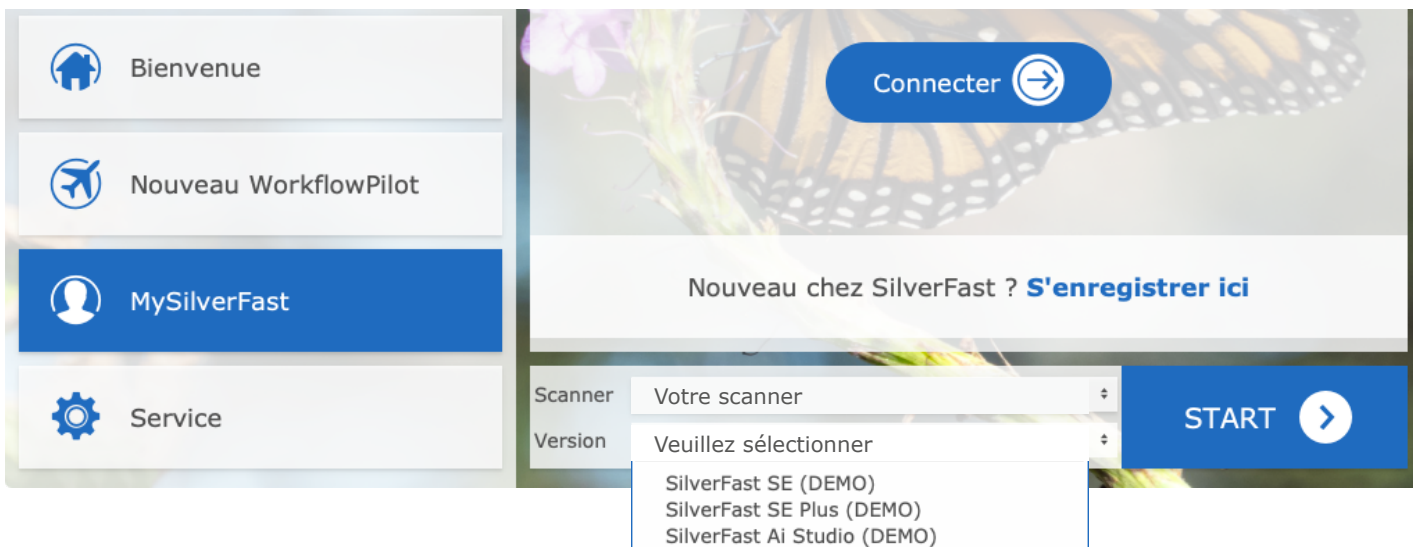 Bienvenue
Nouveau WorkflowPilot
MySilverFast
Service
Connecter
Nouveau chez SilverFast ? S'enregistrer ici
Scanner Votre scanner
Version Veuillez sélectionner
SilverFast SE (DEMO)
SilverFast SE Plus (DEMO)
SilverFast Ai Studio (DEMO)
START